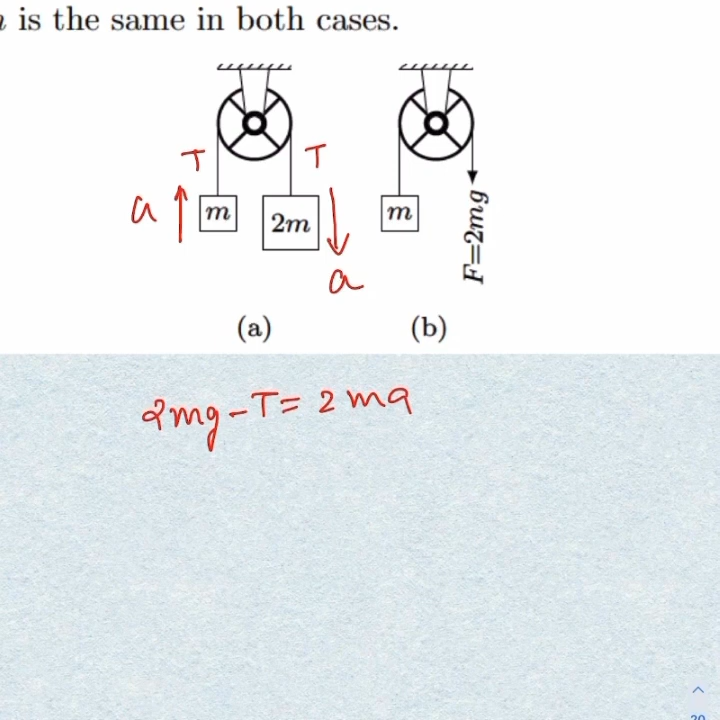 is the same in both cases.
T T
a m 2m m F=2mg
a
(a) (b)
2mg-T= 2ma